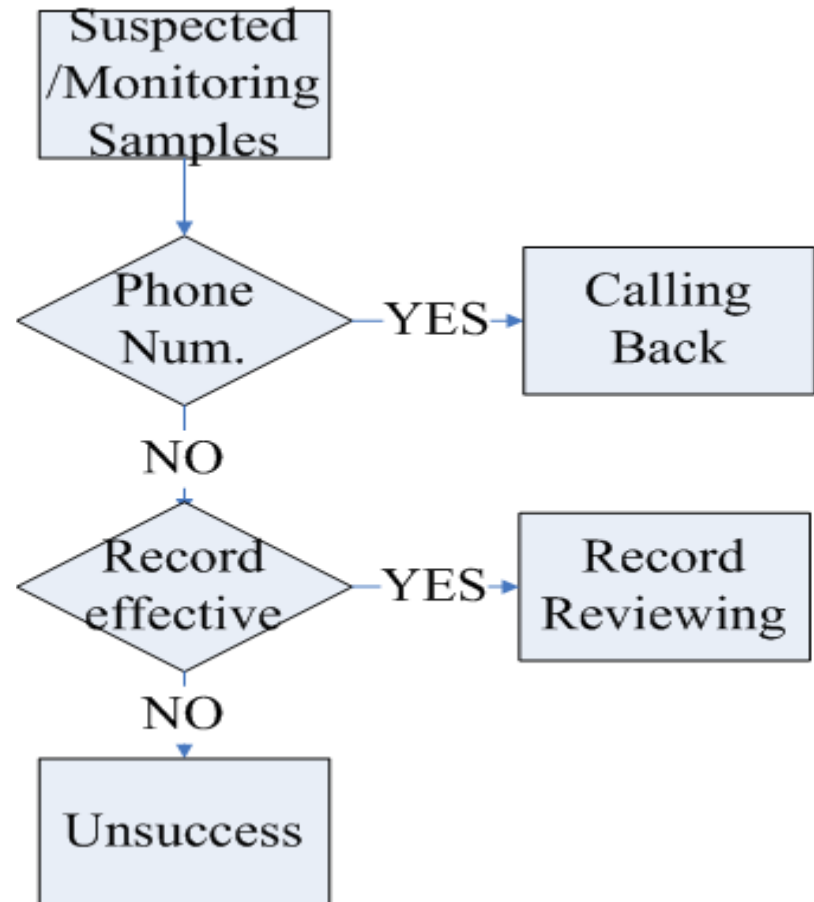 Suspected
/Monitoring
Samples
Phone
Num.
YES
Calling
Back
NO
Record
effective
YES
Record
Reviewing
NO
Unsuccess